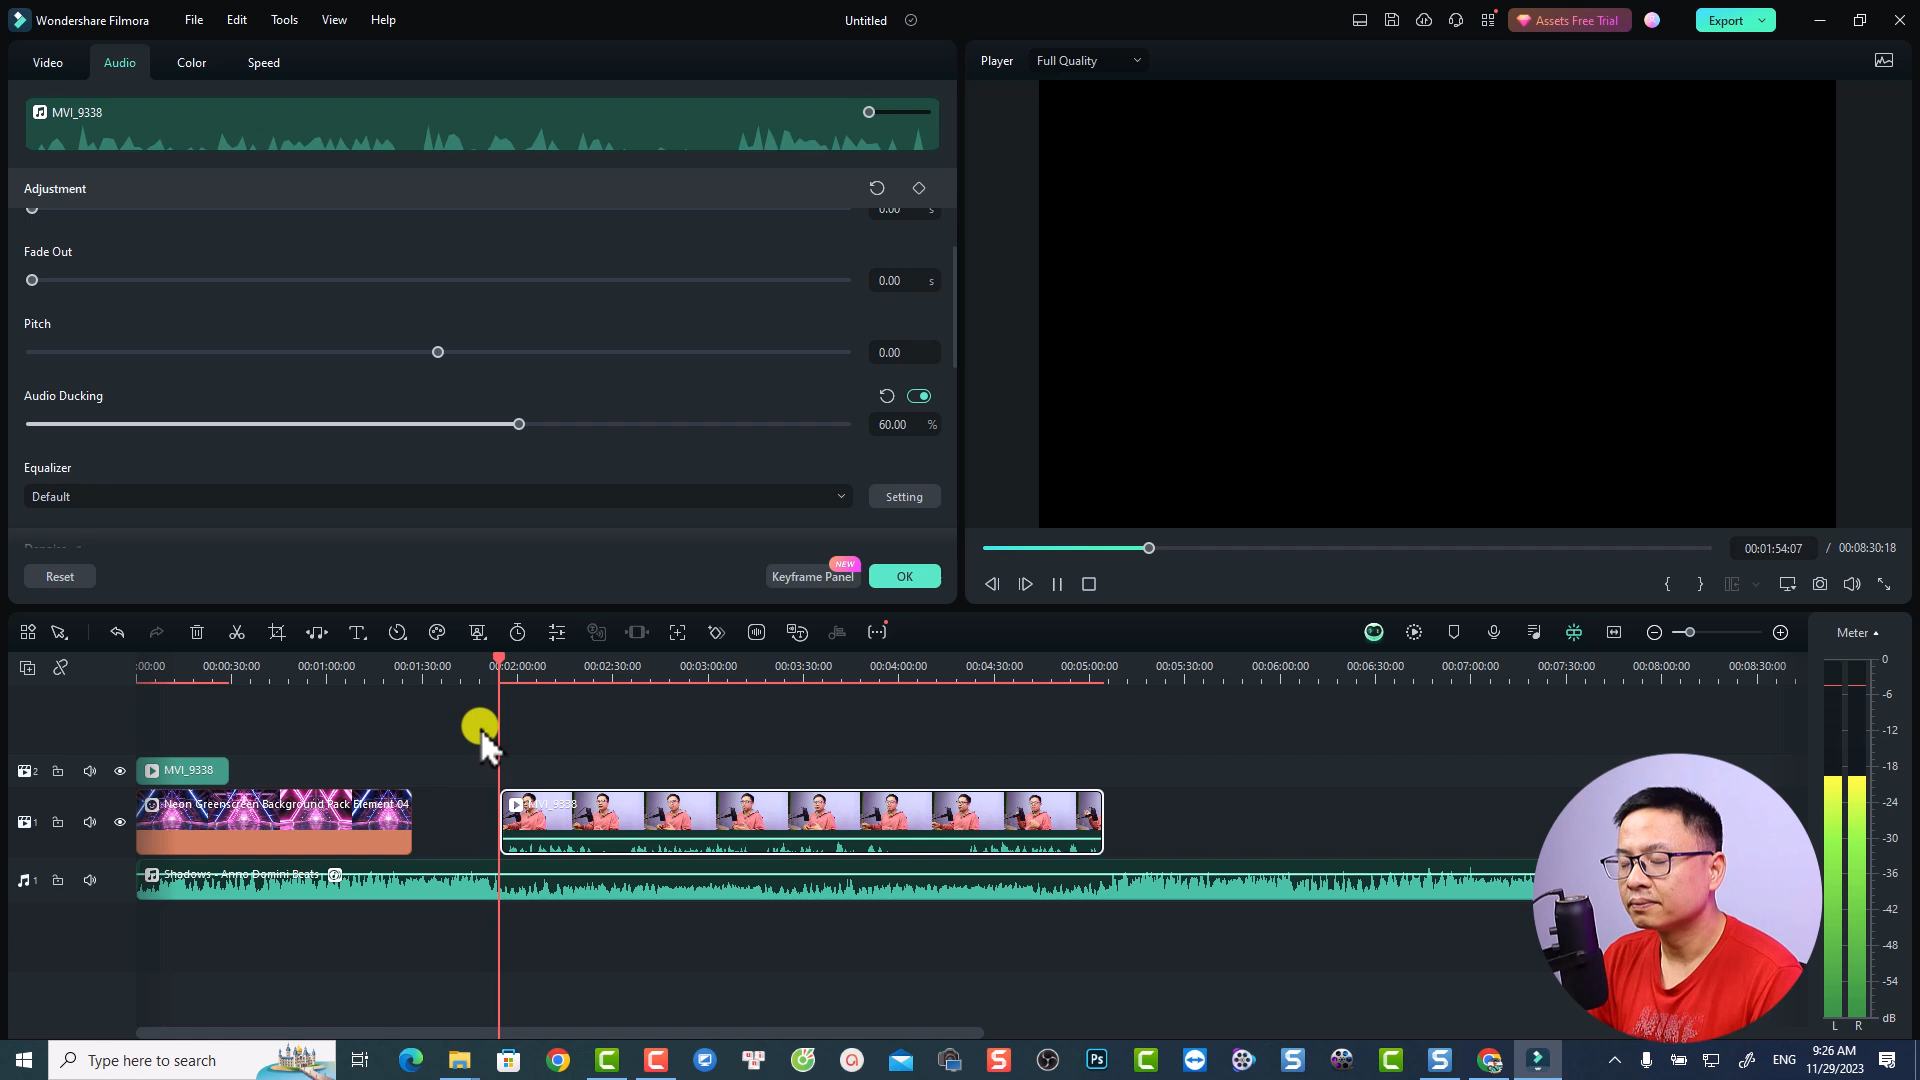 Wondershare Filmora File Edit Tools View Help Untitled Assets Free Trial Export
Video Audio Color Speed
Player Full Quality
MVI_9338
Adjustment
0.00 s
Fade Out
0.00 s
Pitch
0.00
Audio Ducking
60.00 %
Equalizer
Default Setting
NEW
Reset Keyframe Panel OK
00:01:54:07 / 00:08:30:18
{ }
Meter
:00:00 00:00:30:00 00:01:00:00 00:01:30:00 00:02:00:00 00:02:30:00 00:03:00:00 00:03:30:00 00:04:00:00 00:04:30:00 00:05:00:00 00:05:30:00 00:06:00:00 00:06:30:00 00:07:00:00 00:07:30:00 00:08:00:00 00:08:30:00
0
-6
-12
-18
-24
-30
-36
-42
-48
-54
dB
L R
2 MVI_9338
1 Neon Greenscreen Background Pack Element 04 MVI_9338
1 Shadows - Anno Domini Beats
Type here to search
Ps
ENG
9:26 AM
11/29/2023